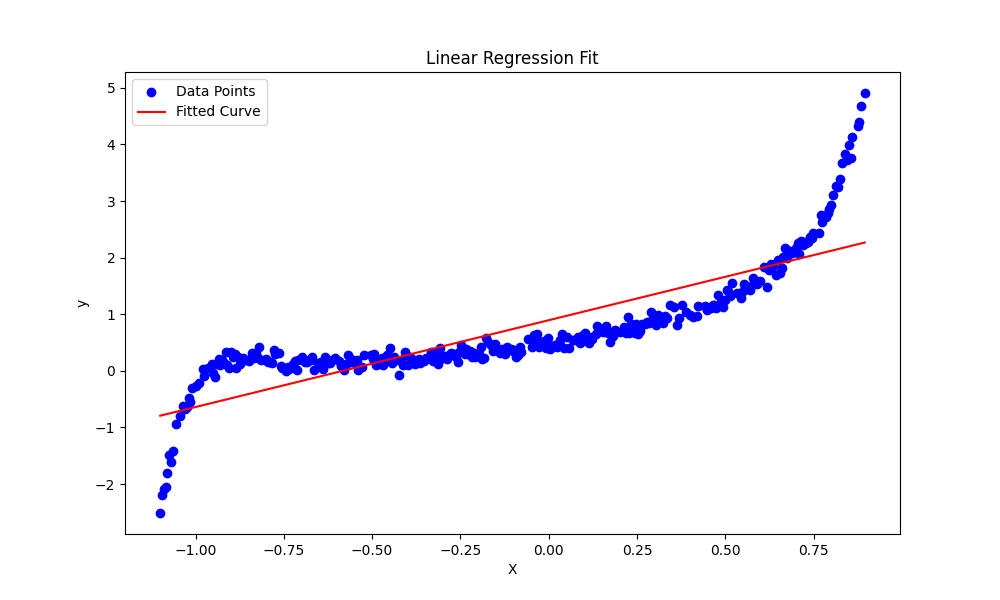 Linear Regression Fit
Data Points
Fitted Curve
5
4
3
2
1
0
−1
−2
y
−1.00 −0.75 −0.50 −0.25 0.00 0.25 0.50 0.75
X